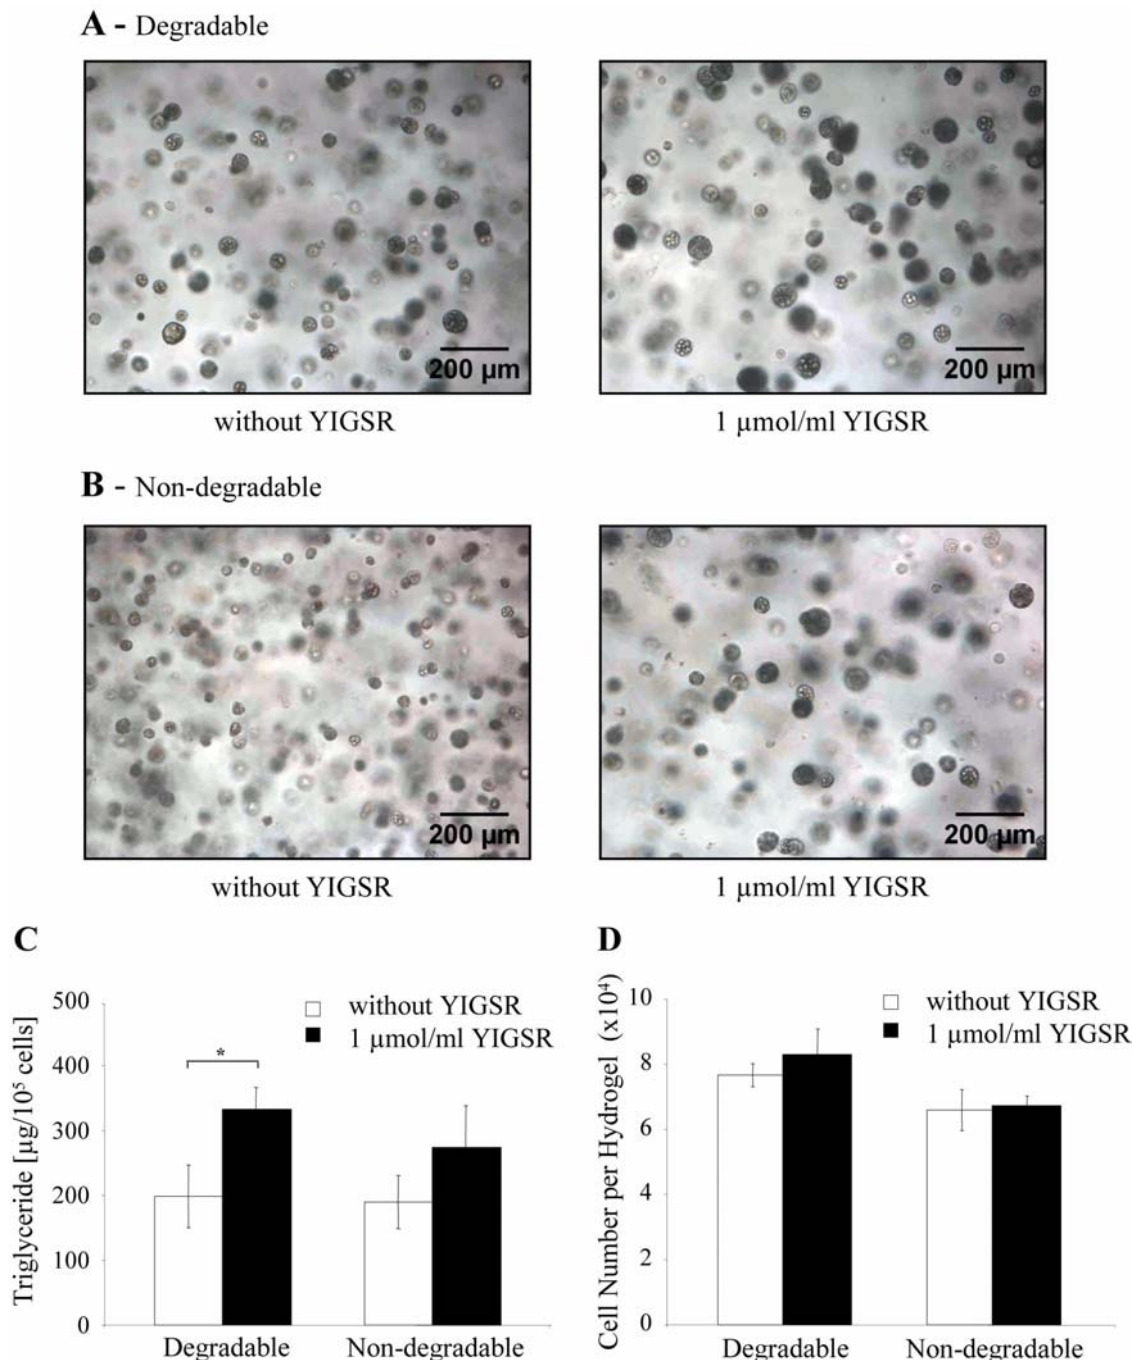 A - Degradable
200 µm
200 µm
without YIGSR
1 µmol/ml YIGSR
B - Non-degradable
200 µm
200 µm
without YIGSR
1 µmol/ml YIGSR
C
Triglyceride [µg/10⁵ cells]
500
400
300
200
100
0
without YIGSR
1 µmol/ml YIGSR
*
Degradable
Non-degradable
D
Cell Number per Hydrogel (x10⁴)
10
8
6
4
2
0
without YIGSR
1 µmol/ml YIGSR
Degradable
Non-degradable